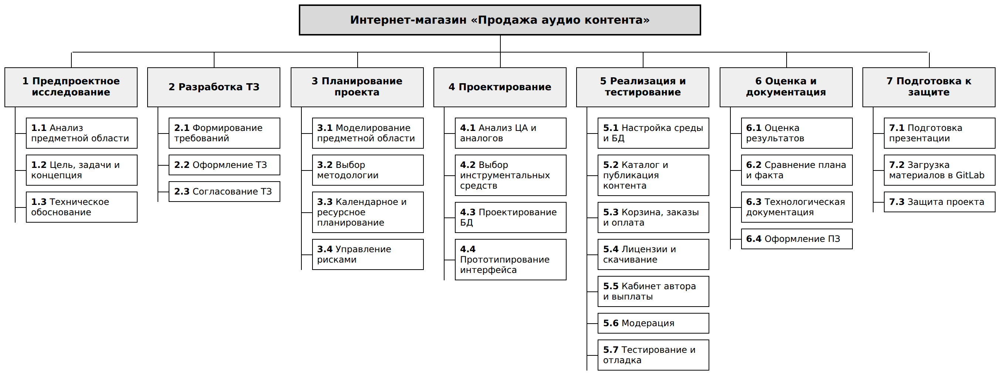 Интернет-магазин «Продажа аудио контента»
1 Предпроектное
исследование
1.1 Анализ
предметной области
1.2 Цель, задачи и
концепция
1.3 Техническое
обоснование
2 Разработка ТЗ
2.1 Формирование
требований
2.2 Оформление ТЗ
2.3 Согласование ТЗ
3 Планирование
проекта
3.1 Моделирование
предметной области
3.2 Выбор
методологии
3.3 Календарное и
ресурсное
планирование
3.4 Управление
рисками
4 Проектирование
4.1 Анализ ЦА и
аналогов
4.2 Выбор
инструментальных
средств
4.3 Проектирование
БД
4.4
Прототипирование
интерфейса
5 Реализация и
тестирование
5.1 Настройка среды
и БД
5.2 Каталог и
публикация
контента
5.3 Корзина, заказы
и оплата
5.4 Лицензии и
скачивание
5.5 Кабинет автора
и выплаты
5.6 Модерация
5.7 Тестирование и
отладка
6 Оценка и
документация
6.1 Оценка
результатов
6.2 Сравнение плана
и факта
6.3 Технологическая
документация
6.4 Оформление ПЗ
7 Подготовка к
защите
7.1 Подготовка
презентации
7.2 Загрузка
материалов в GitLab
7.3 Защита проекта